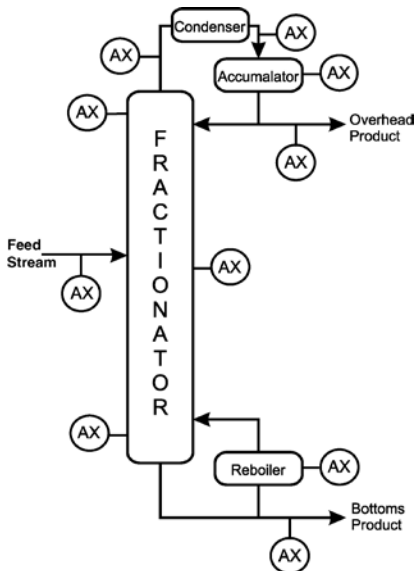 Condenser
AX
AX
Accumalator
AX
AX
Overhead
Product
AX
FRACTIONATOR
Feed
Stream
AX
AX
AX
Reboiler
AX
Bottoms
Product
AX